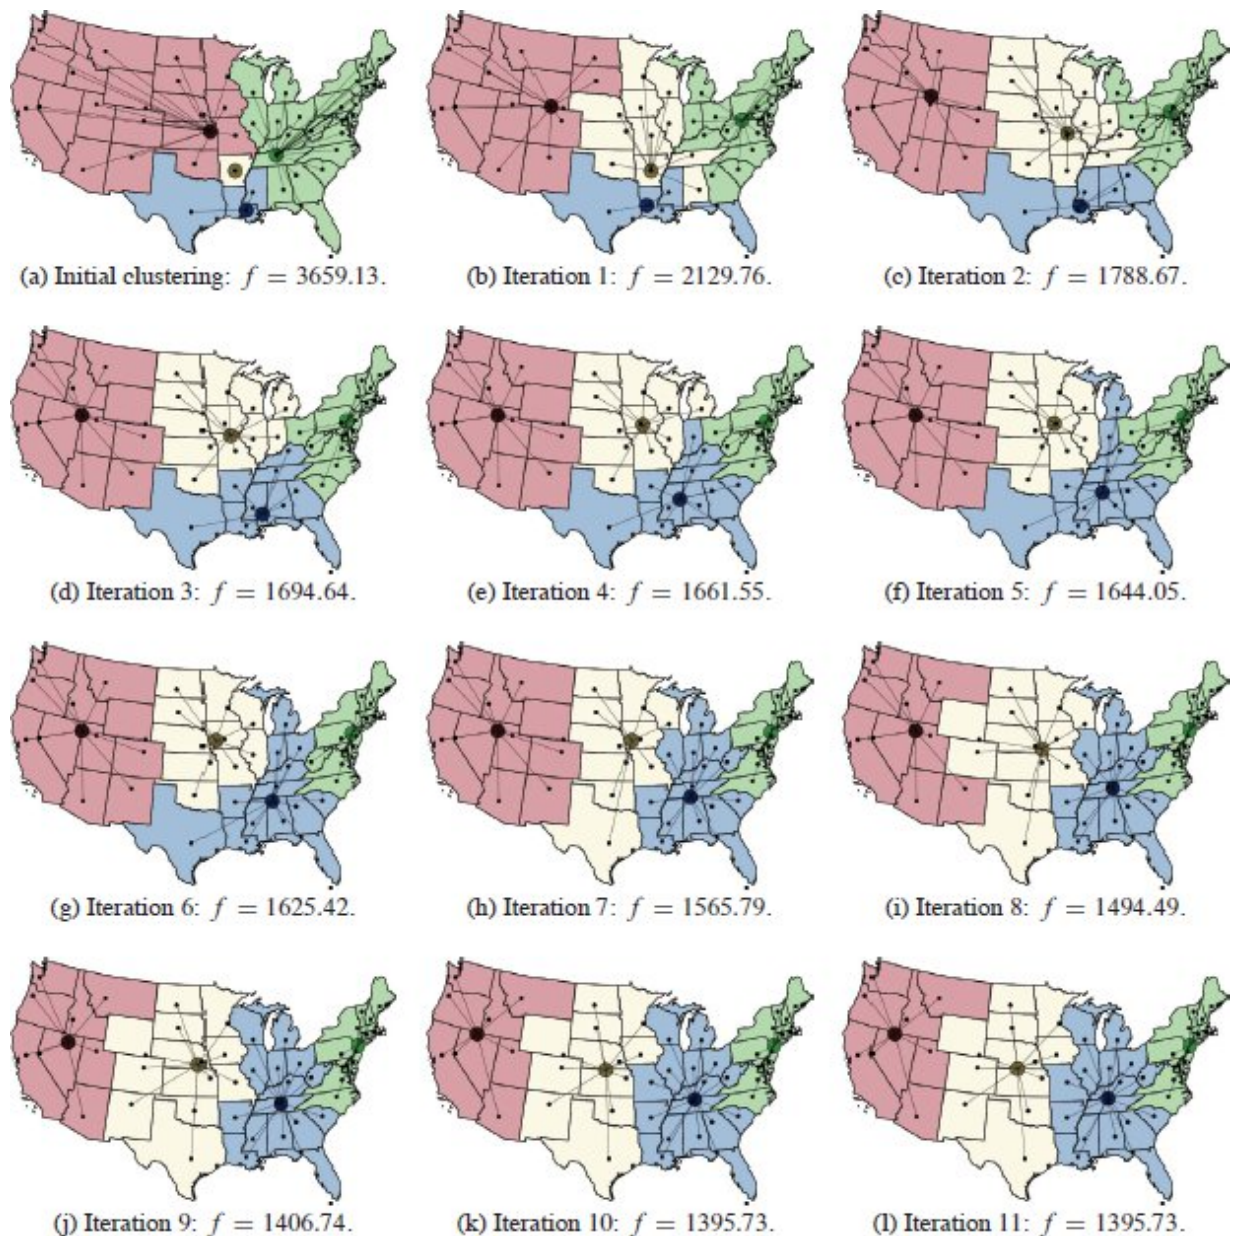 (a) Initial clustering: f = 3659.13.
(b) Iteration 1: f = 2129.76.
(c) Iteration 2: f = 1788.67.
(d) Iteration 3: f = 1694.64.
(e) Iteration 4: f = 1661.55.
(f) Iteration 5: f = 1644.05.
(g) Iteration 6: f = 1625.42.
(h) Iteration 7: f = 1565.79.
(i) Iteration 8: f = 1494.49.
(j) Iteration 9: f = 1406.74.
(k) Iteration 10: f = 1395.73.
(l) Iteration 11: f = 1395.73.